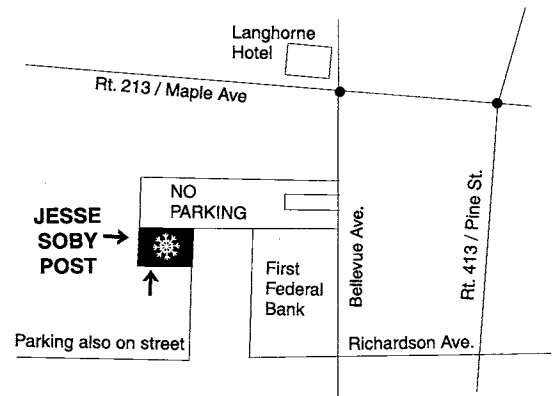 Langhorne
Hotel
Rt. 213 / Maple Ave
NO
PARKING
JESSE
SOBY
POST
First
Federal
Bank
Bellevue Ave.
Rt. 413 / Pine St.
Parking also on street
Richardson Ave.